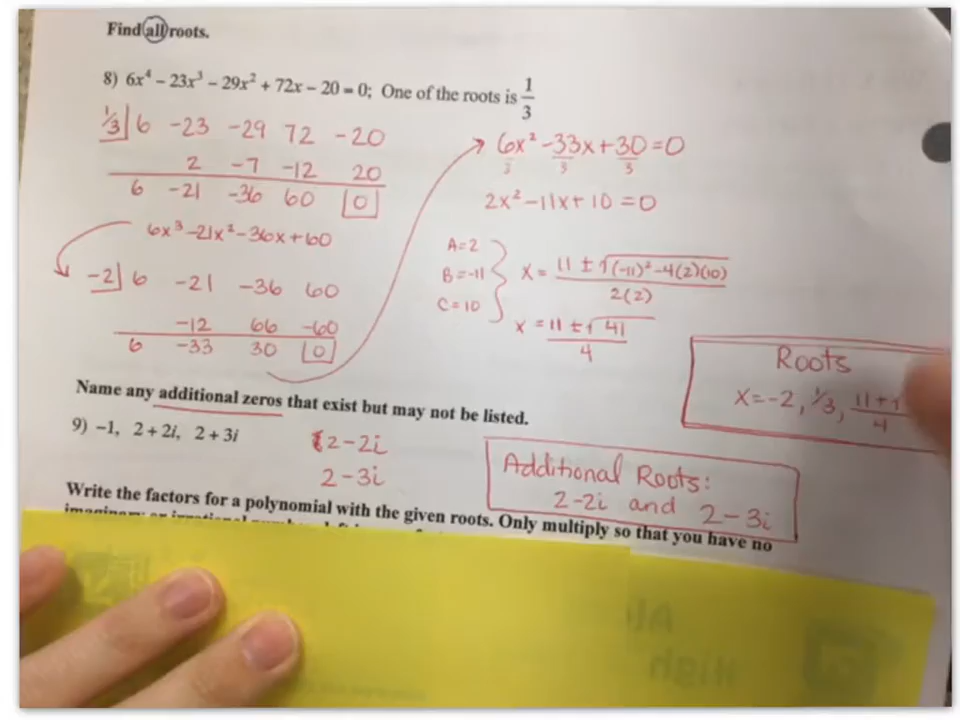 Find all roots.
8) 6x⁴ − 23x³ − 29x² + 72x − 20 = 0; One of the roots is 1/3
1/3 | 6 -23 -29 72 -20
2 -7 -12 20
6 -21 -36 60 0
6x³-21x²-36x+60
-2 | 6 -21 -36 60
-12 66 -60
6 -33 30 0
6x²-33x+30=0
3 3 3
2x²-11x+10=0
A=2
B=-11
C=10
x= 11±√(-11)²-4(2)(10)
2(2)
x = 11±√41
4
Roots
x=-2, 1/3, 11±
4
Name any additional zeros that exist but may not be listed.
9) −1, 2 + 2i, 2 + 3i
2-2i
2-3i
Additional Roots:
2-2i and 2-3i
Write the factors for a polynomial with the given roots. Only multiply so that you have no